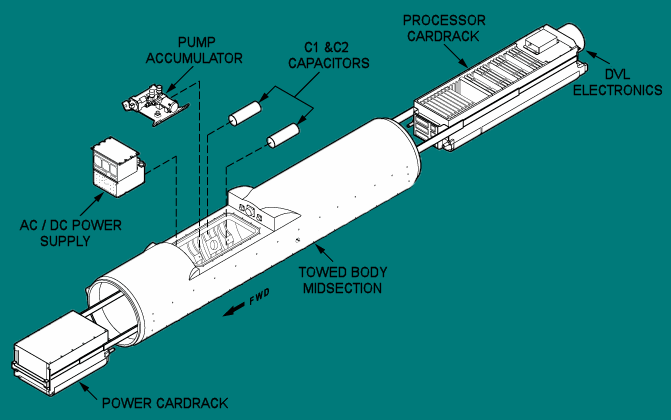 PROCESSOR
CARDRACK
PUMP
ACCUMULATOR
C1 &C2
CAPACITORS
DVL
ELECTRONICS
AC / DC POWER
SUPPLY
TOWED BODY
MIDSECTION
FWD
POWER CARDRACK